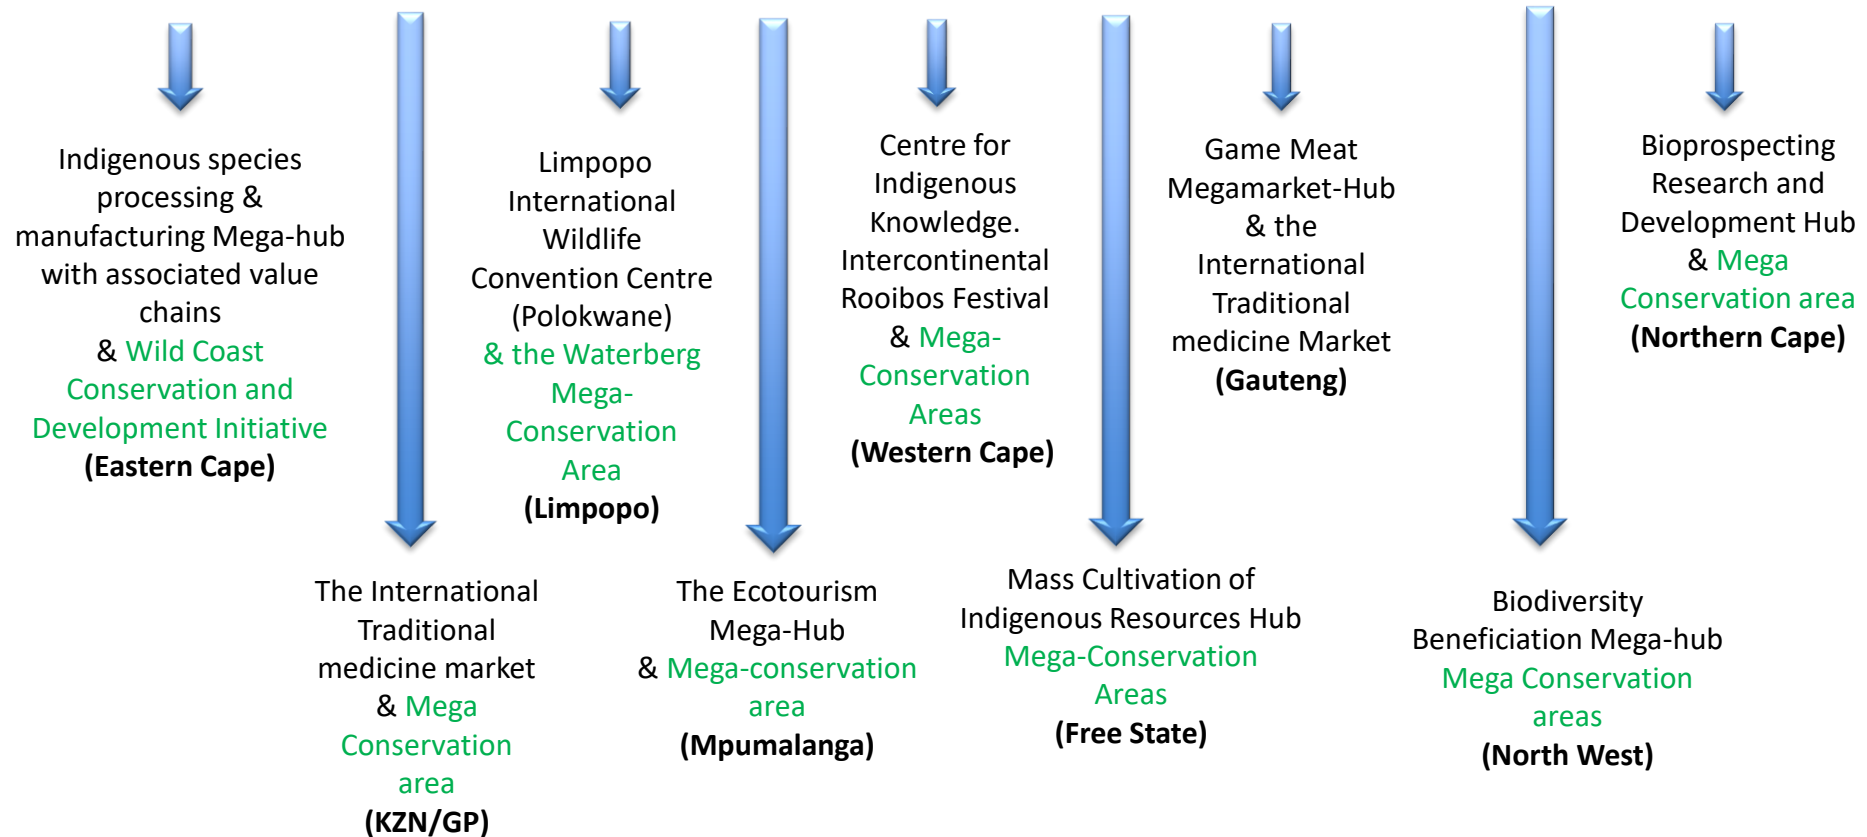 Indigenous species
processing &
manufacturing Mega-hub
with associated value
chains
& Wild Coast
Conservation and
Development Initiative
(Eastern Cape)
The International
Traditional
medicine market
& Mega
Conservation
area
(KZN/GP)
Limpopo
International
Wildlife
Convention Centre
(Polokwane)
& the Waterberg
Mega-
Conservation
Area
(Limpopo)
The Ecotourism
Mega-Hub
& Mega-conservation
area
(Mpumalanga)
Centre for
Indigenous
Knowledge.
Intercontinental
Rooibos Festival
& Mega-
Conservation
Areas
(Western Cape)
Mass Cultivation of
Indigenous Resources Hub
Mega-Conservation
Areas
(Free State)
Game Meat
Megamarket-Hub
& the
International
Traditional
medicine Market
(Gauteng)
Biodiversity
Beneficiation Mega-hub
Mega Conservation
areas
(North West)
Bioprospecting
Research and
Development Hub
& Mega
Conservation area
(Northern Cape)